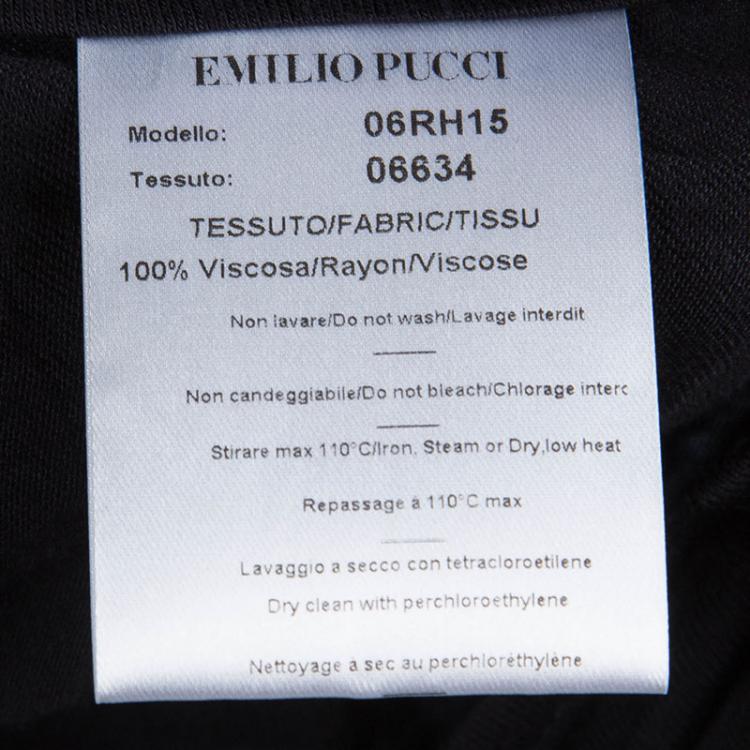 EMILIO PUCCI
Modello: 06RH15
Tessuto: 06634
TESSUTO/FABRIC/TISSU
100% Viscosa/Rayon/Viscose
Non lavare/Do not wash/Lavage interdit
Non candeggiabile/Do not bleach/Chlorage interc
Stirare max 110°C/Iron, Steam or Dry,low heat
Repassage à 110°C max
Lavaggio a secco con tetracloroetilene
Dry clean with perchloroethylene
Nettoyage à sec au perchloréthylène